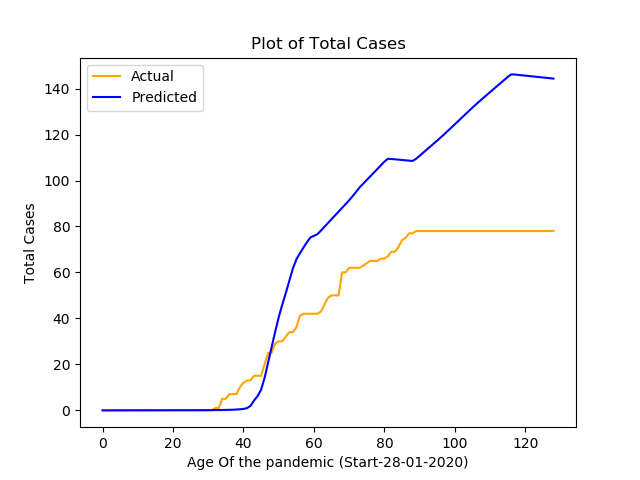 Plot of Total Cases
Actual
Predicted
140
120
100
80
60
40
20
0
Total Cases
0 20 40 60 80 100 120
Age Of the pandemic (Start-28-01-2020)